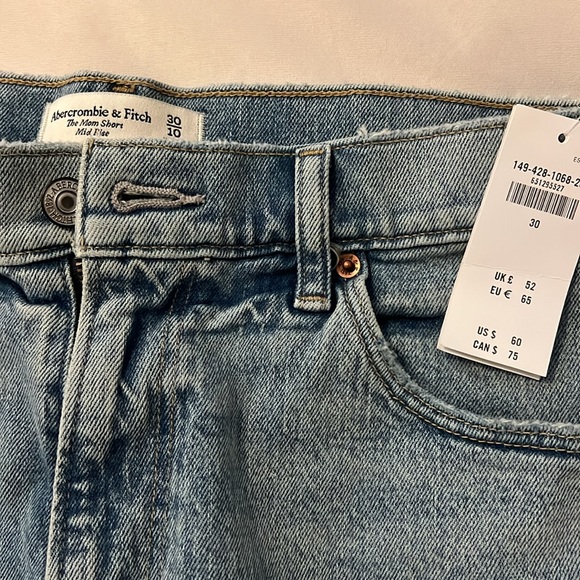 Abercrombie & Fitch
The Mom Short
Mid Rise
30
10
149-428-1068-2
551255527
30
UK £ 52
EU € 65
US $ 60
CAN $ 75